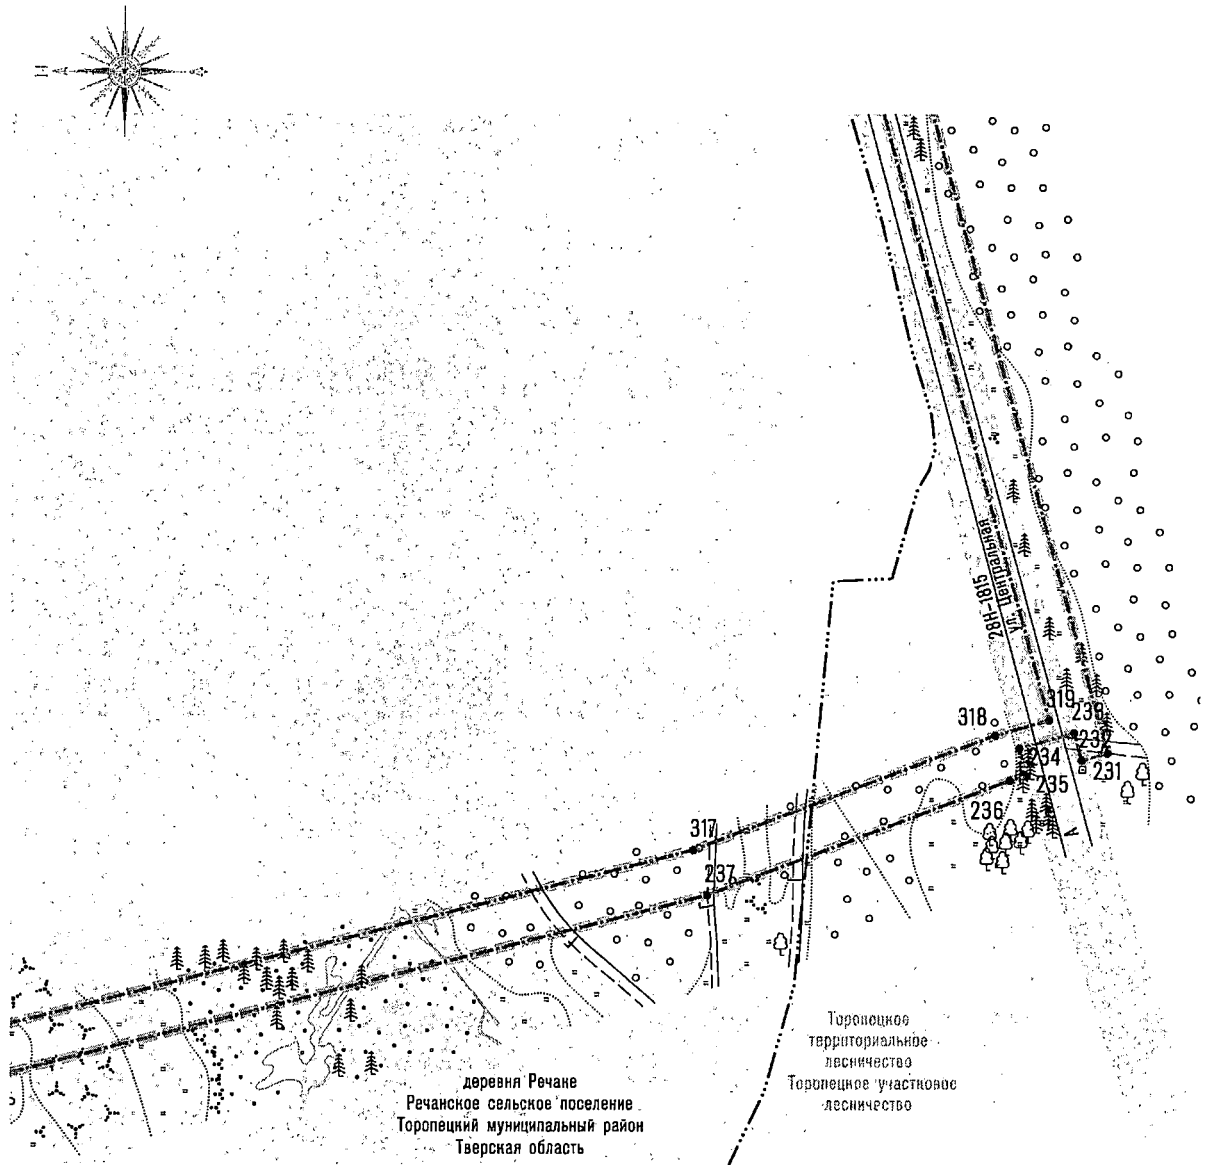 28Н-1815
ул. Центральная
319
318
232
234
231
235
236
А
317
237
деревня Речане
Речанское сельское поселение
Торопецкий муниципальный район
Тверская область
Торопецкое
территориальное
лесничество
Торопецкое участковое
лесничество